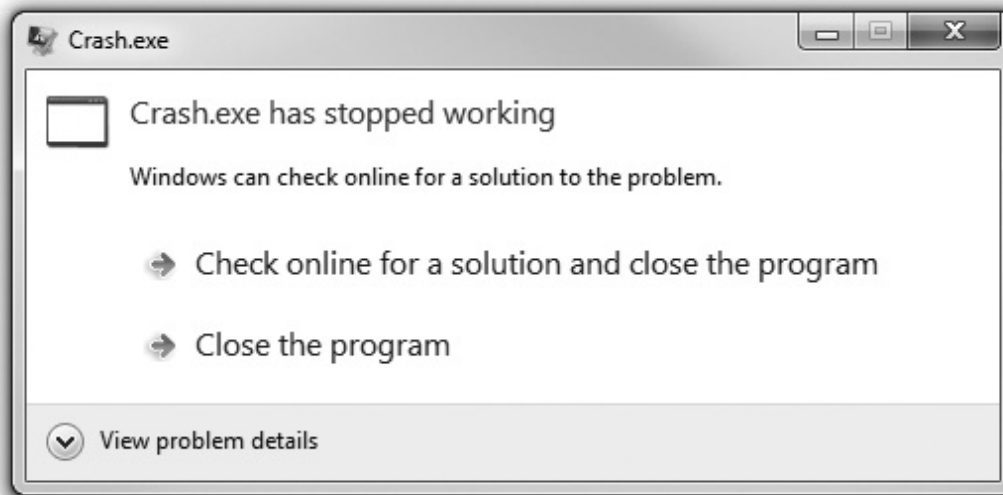 Crash.exe
Crash.exe has stopped working
Windows can check online for a solution to the problem.
Check online for a solution and close the program
Close the program
View problem details